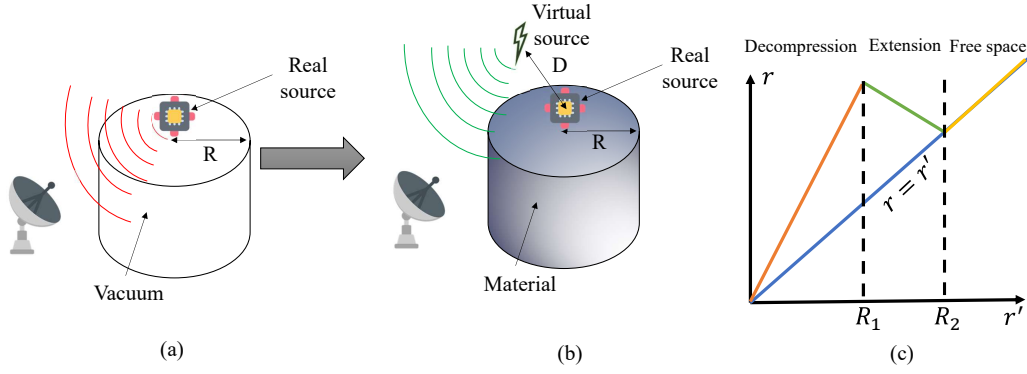 Real
source
R
Vacuum
(a)
Virtual
source
D
Real
source
R
Material
(b)
Decompression Extension Free space
r
r = r′
R₁ R₂ r′
(c)